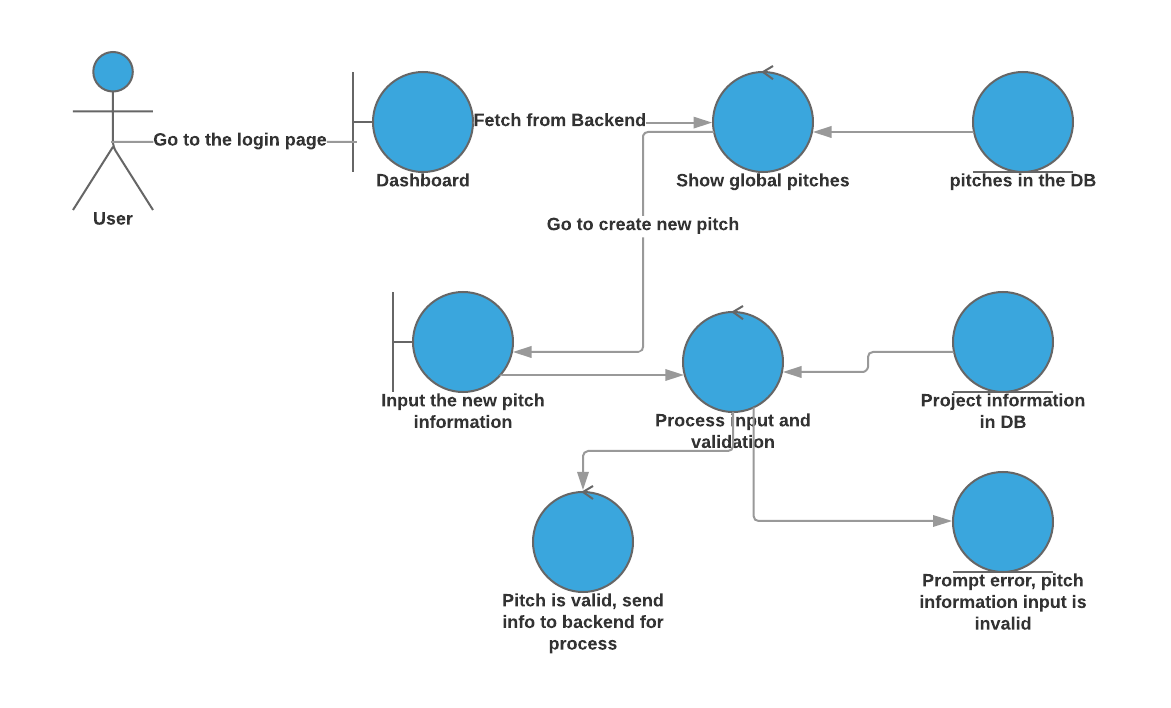 Go to the login page
Fetch from Backend
Dashboard
Show global pitches
pitches in the DB
User
Go to create new pitch
Input the new pitch
information
Process input and
validation
Project information
in DB
Pitch is valid, send
info to backend for
process
Prompt error, pitch
information input is
invalid